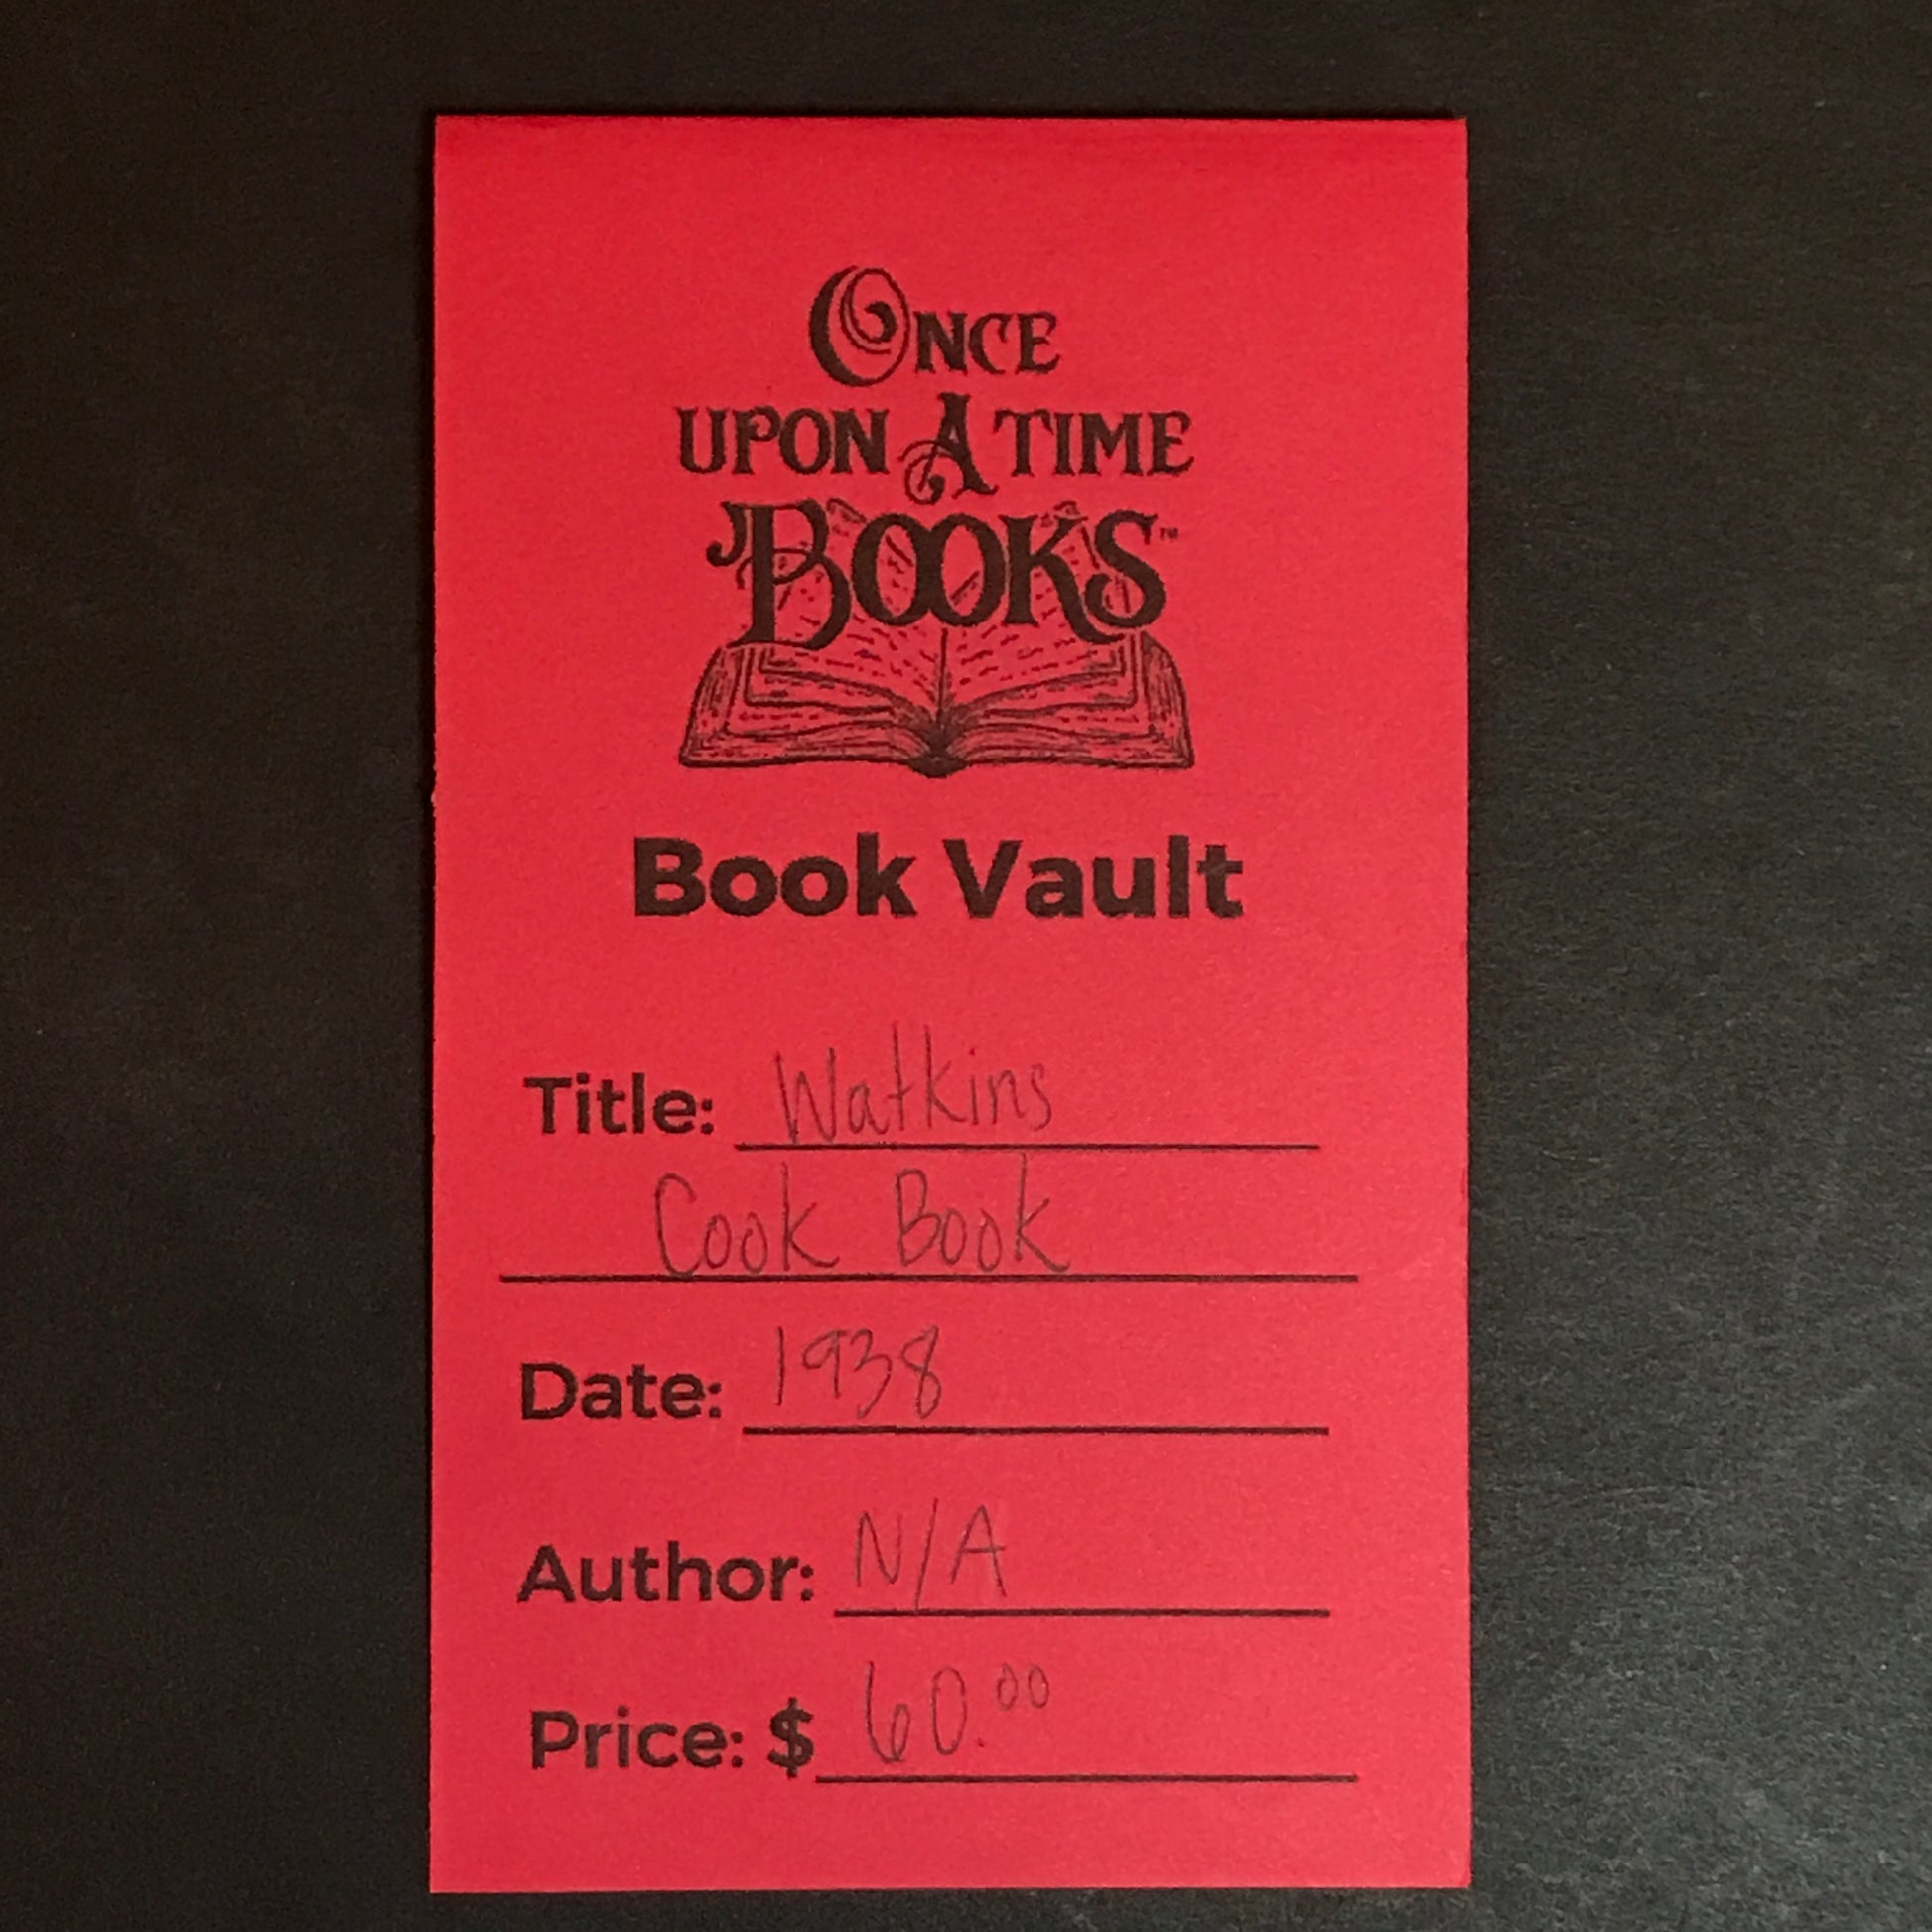 ONCE
UPON A TIME
BOOKS™
Book Vault
Title: Watkins
Cook Book
Date: 1938
Author: N/A
Price: $ 60.00